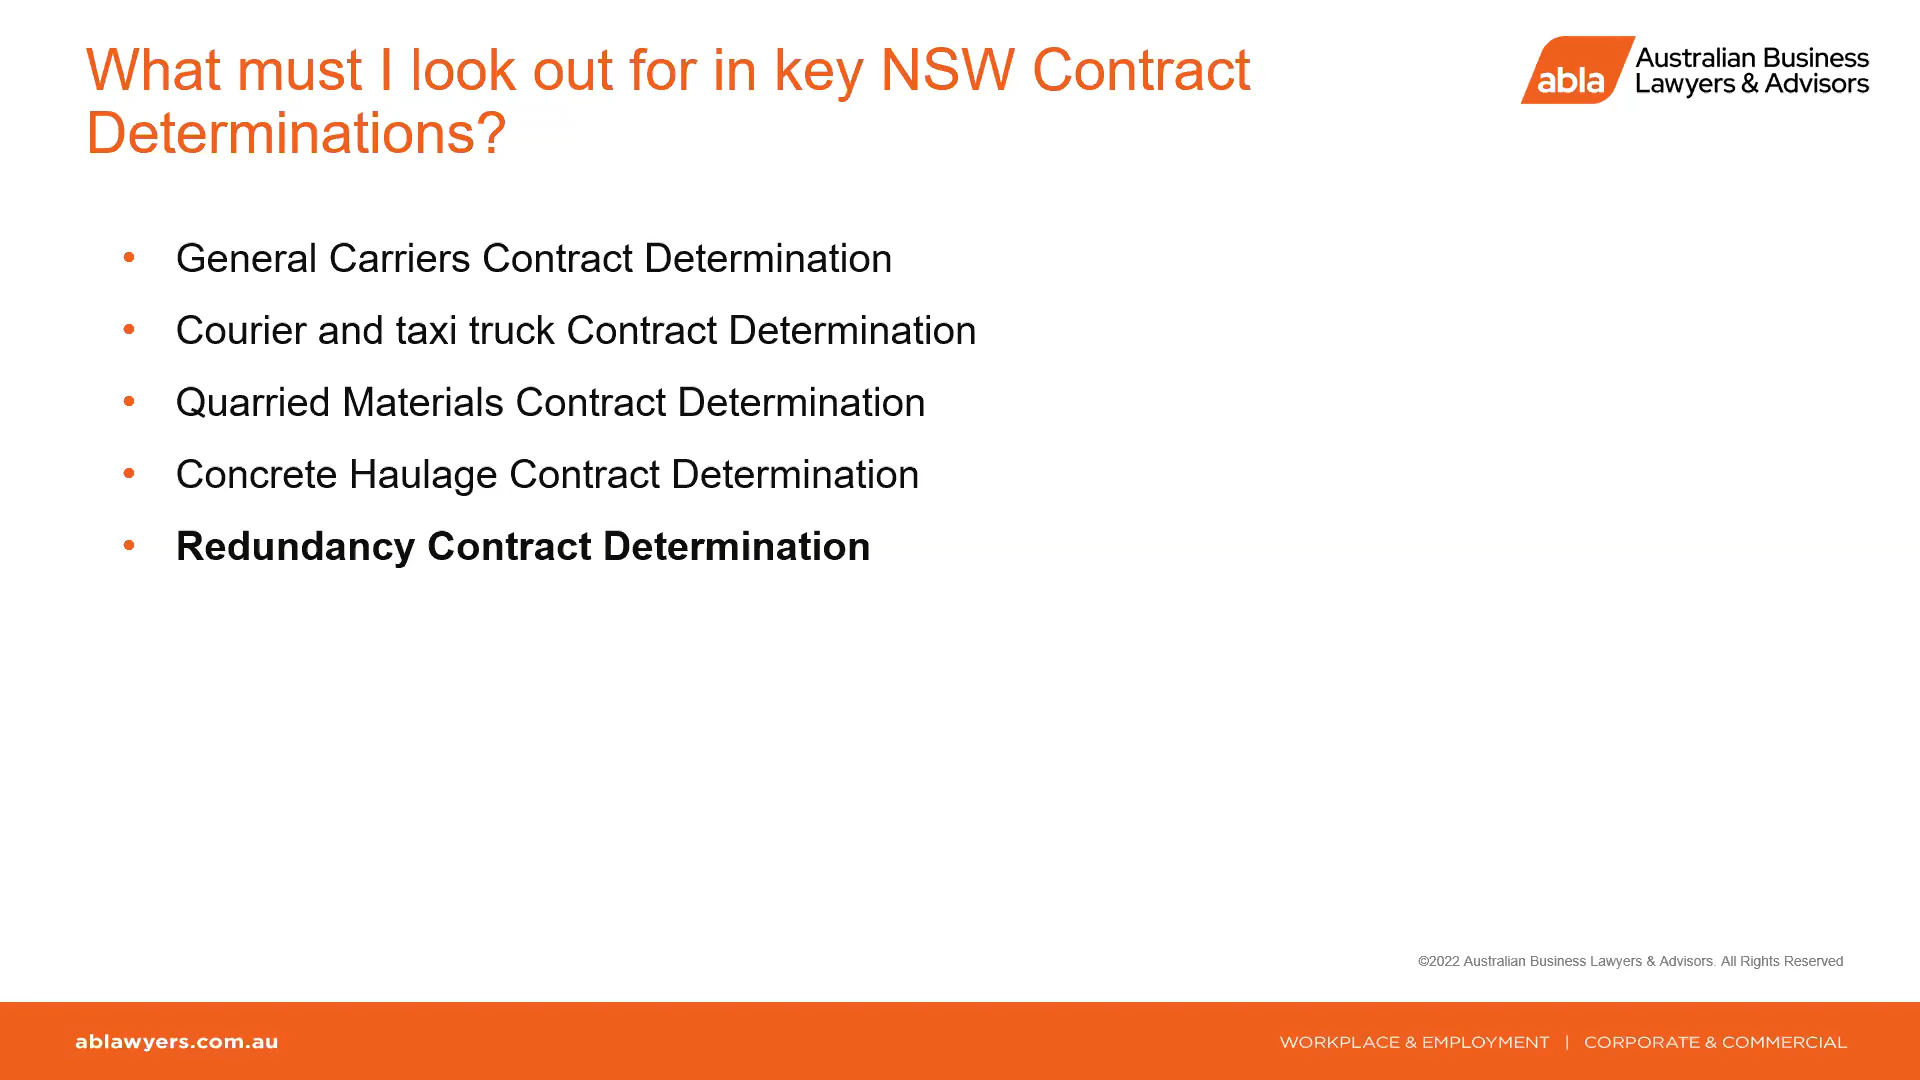 What must I look out for in key NSW Contract
Determinations?
abla
Australian Business
Lawyers & Advisors
• General Carriers Contract Determination
• Courier and taxi truck Contract Determination
• Quarried Materials Contract Determination
• Concrete Haulage Contract Determination
• Redundancy Contract Determination
©2022 Australian Business Lawyers & Advisors. All Rights Reserved
ablawyers.com.au
WORKPLACE & EMPLOYMENT | CORPORATE & COMMERCIAL